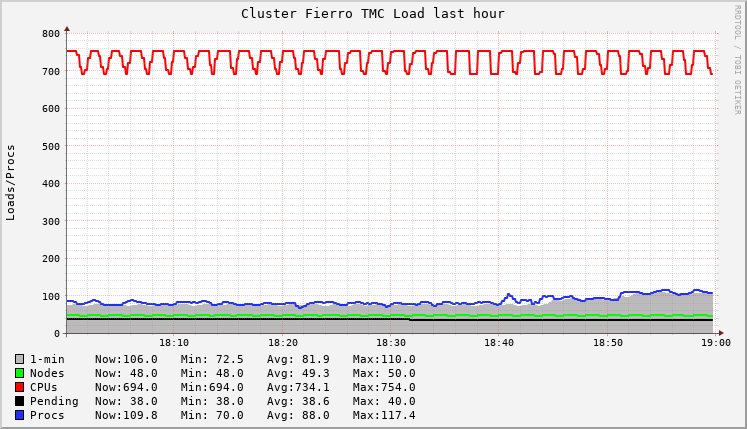 Cluster Fierro TMC Load last hour
RRDTOOL / TOBI OETIKER
Loads/Procs
800
700
600
500
400
300
200
100
0
18:10 18:20 18:30 18:40 18:50 19:00
1-min Now:106.0 Min: 72.5 Avg: 81.9 Max:110.0
Nodes Now: 48.0 Min: 48.0 Avg: 49.3 Max: 50.0
CPUs Now:694.0 Min:694.0 Avg:734.1 Max:754.0
Pending Now: 38.0 Min: 38.0 Avg: 38.6 Max: 40.0
Procs Now:109.8 Min: 70.0 Avg: 88.0 Max:117.4